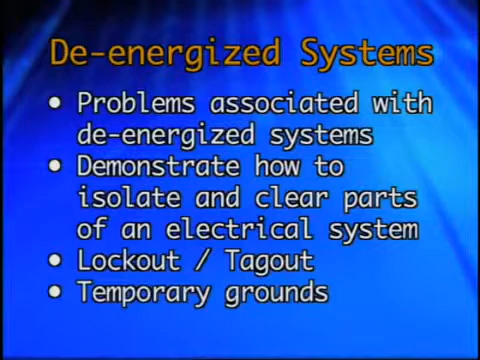 De-energized Systems
• Problems associated with
de-energized systems
• Demonstrate how to
isolate and clear parts
of an electrical system
• Lockout / Tagout
• Temporary grounds